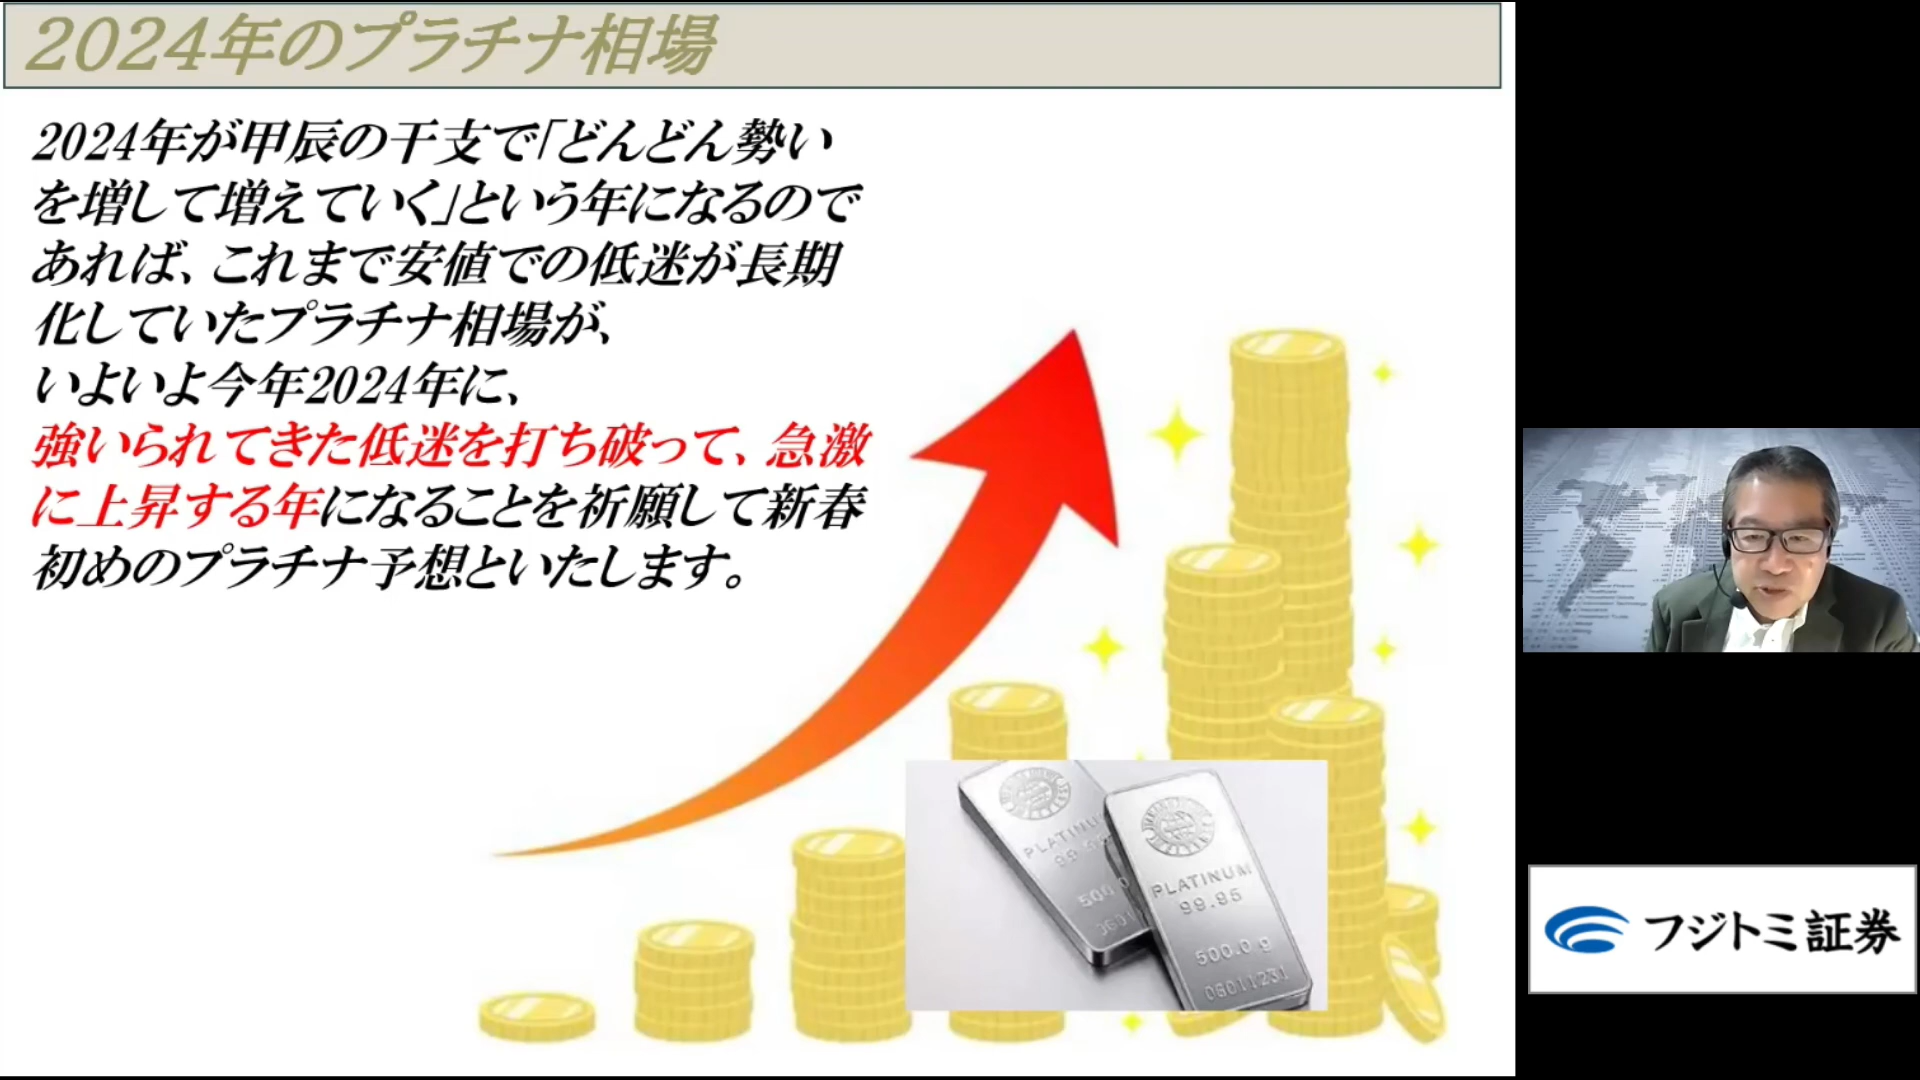 2024年のプラチナ相場
2024年が甲辰の干支で「どんどん勢い
を増して増えていく」という年になるので
あれば、これまで安値での低迷が長期
化していたプラチナ相場が、
いよいよ今年2024年に、
強いられてきた低迷を打ち破って、急激
に上昇する年になることを祈願して新春
初めのプラチナ予想といたします。
PLATINUM
PLATINUM
99.95
500.0 g
06011231
フジトミ証券